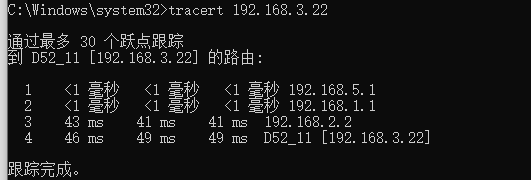 C:\Windows\system32>tracert 192.168.3.22
通过最多 30 个跃点跟踪
到 D52_11 [192.168.3.22] 的路由:
1 <1 毫秒 <1 毫秒 <1 毫秒 192.168.5.1
2 <1 毫秒 <1 毫秒 <1 毫秒 192.168.1.1
3 43 ms 41 ms 41 ms 192.168.2.2
4 46 ms 49 ms 49 ms D52_11 [192.168.3.22]
跟踪完成。